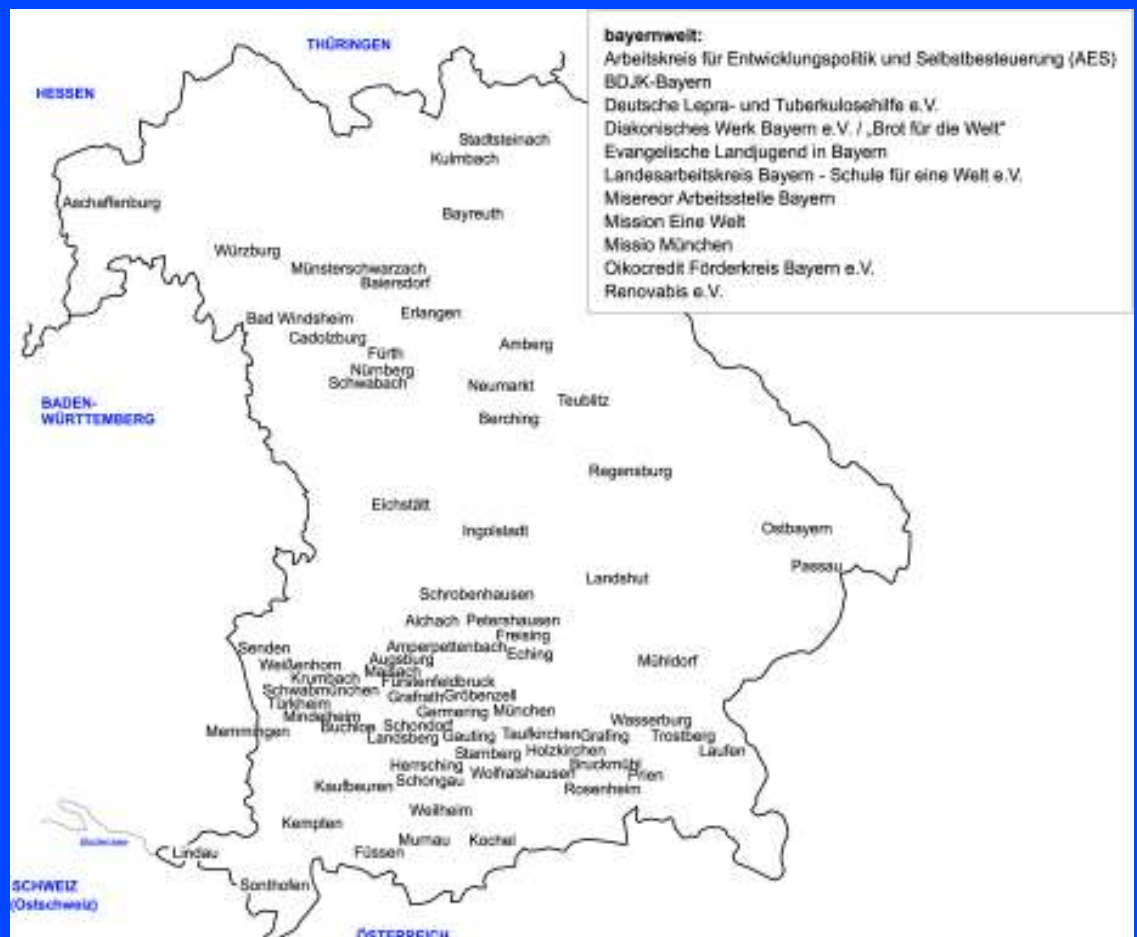 THÜRINGEN
HESSEN
bayernweit:
Arbeitskreis für Entwicklungspolitik und Selbstbesteuerung (AES)
BDJK-Bayern
Deutsche Lepra- und Tuberkulosehilfe e.V.
Diakonisches Werk Bayern e.V. / „Brot für die Welt"
Evangelische Landjugend in Bayern
Landesarbeitskreis Bayern - Schule für eine Welt e.V.
Misereor Arbeitsstelle Bayern
Mission Eine Welt
Missio München
Oikocredit Förderkreis Bayern e.V.
Renovabis e.V.
Stadtsteinach
Kulmbach
Aschaffenburg
Bayreuth
Würzburg
Münsterschwarzach
Baiersdorf
Erlangen
Bad Windsheim
Cadolzburg
Amberg
Fürth
Nürnberg
Schwabach
Neumarkt
Teublitz
BADEN-
WÜRTTEMBERG
Berching
Regensburg
Eichstätt
Ingolstadt
Ostbayern
Passau
Landshut
Schrobenhausen
Aichach
Petershausen
Freising
Senden
Amperpettenbach
Eching
Augsburg
Mühldorf
Weißenhorn
Maisach
Krumbach
Fürstenfeldbruck
Schwabmünchen
Grafrath
Gröbenzell
Türkheim
Germering
München
Mindelheim
Wasserburg
Memmingen
Buchloe
Schondorf
Landsberg
Gauting
Taufkirchen
Grafing
Trostberg
Starnberg
Holzkirchen
Laufen
Herrsching
Bruckmühl
Wolfratshausen
Prien
Kaufbeuren
Schongau
Rosenheim
Weilheim
Kempten
Murnau
Kochel
Bodensee
Lindau
Füssen
Sonthofen
SCHWEIZ
(Ostschweiz)
ÖSTERREICH